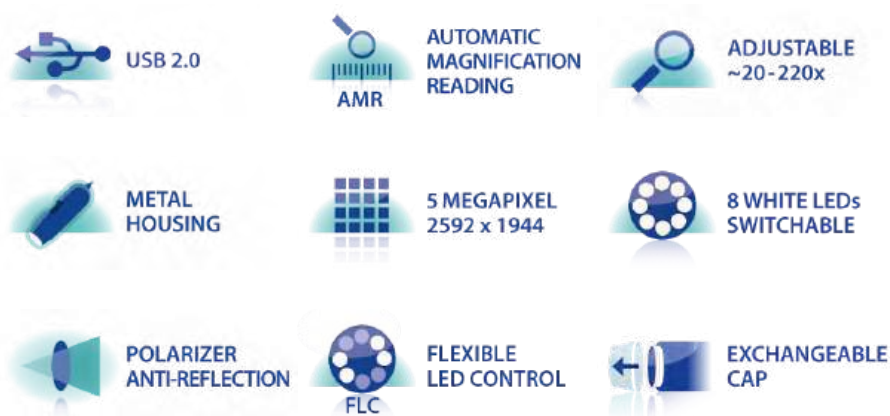 USB 2.0
AUTOMATIC
MAGNIFICATION
READING
AMR
ADJUSTABLE
~20-220x
METAL
HOUSING
5 MEGAPIXEL
2592 x 1944
8 WHITE LEDs
SWITCHABLE
POLARIZER
ANTI-REFLECTION
FLEXIBLE
LED CONTROL
FLC
EXCHANGEABLE
CAP